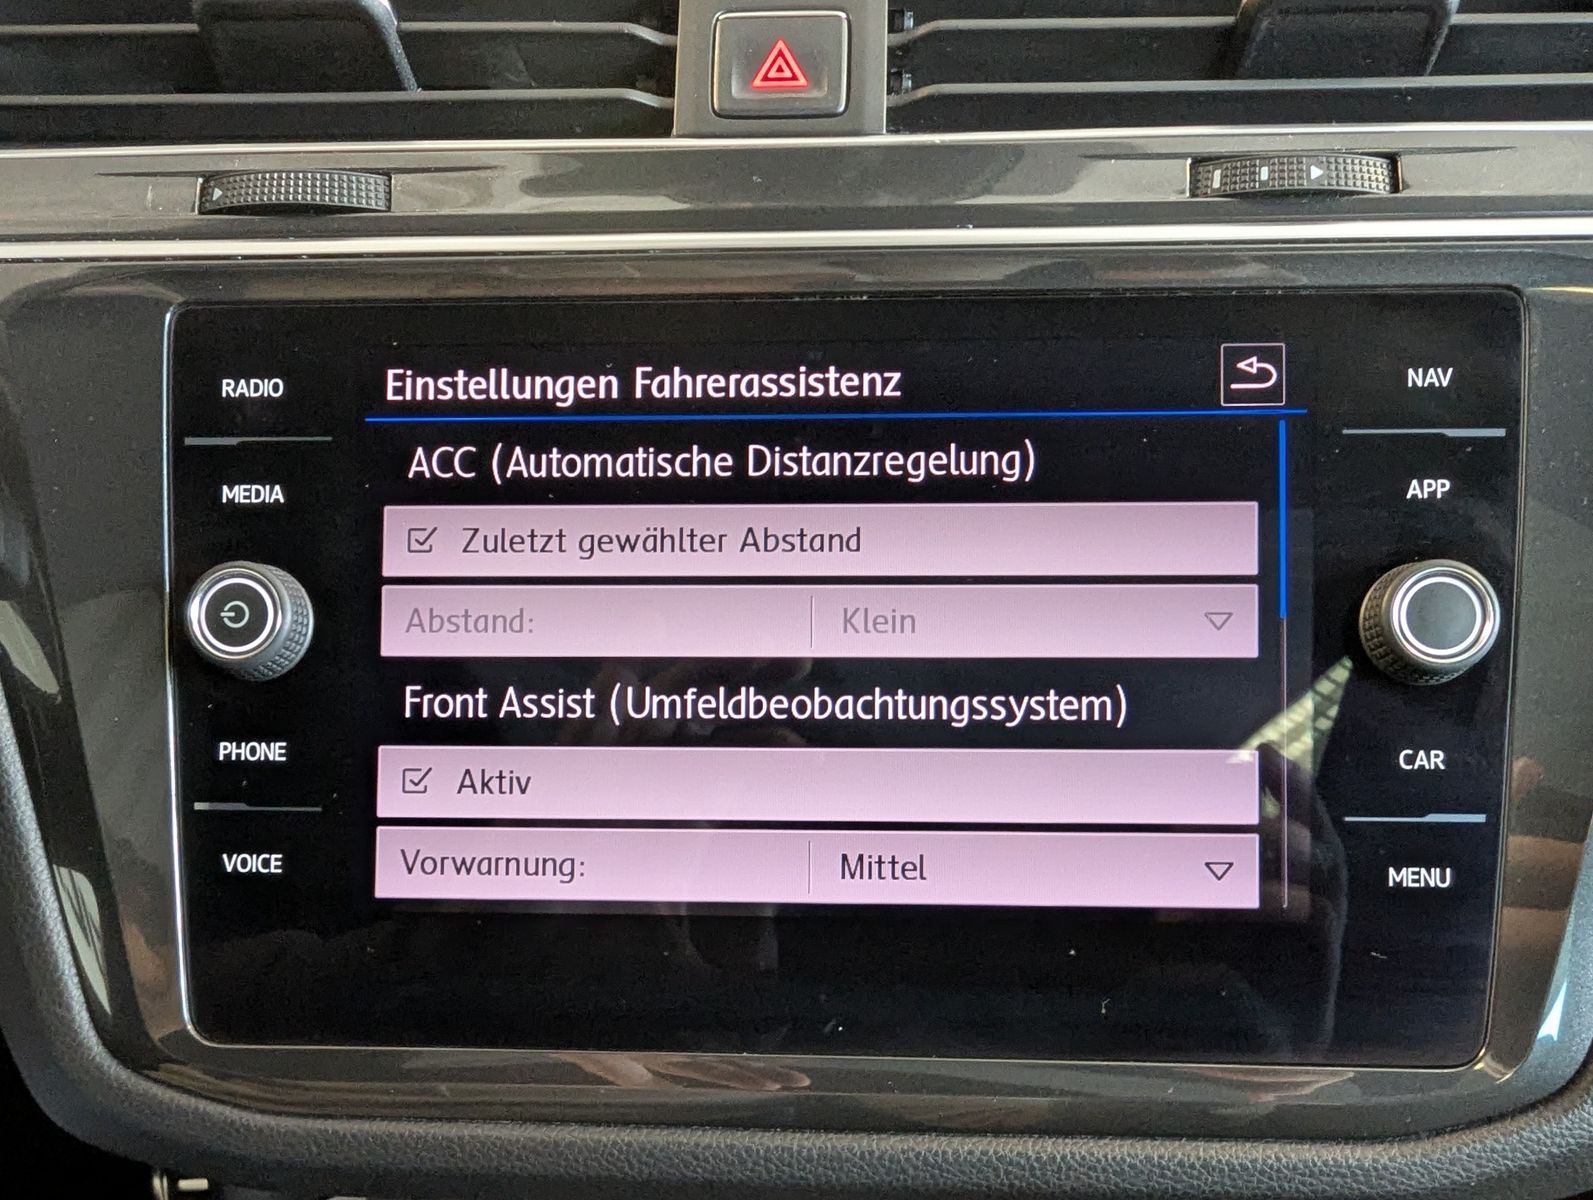 RADIO
MEDIA
PHONE
VOICE
Einstellungen Fahrerassistenz
ACC (Automatische Distanzregelung)
Zuletzt gewählter Abstand
Abstand: Klein
Front Assist (Umfeldbeobachtungssystem)
Aktiv
Vorwarnung: Mittel
NAV
APP
CAR
MENU